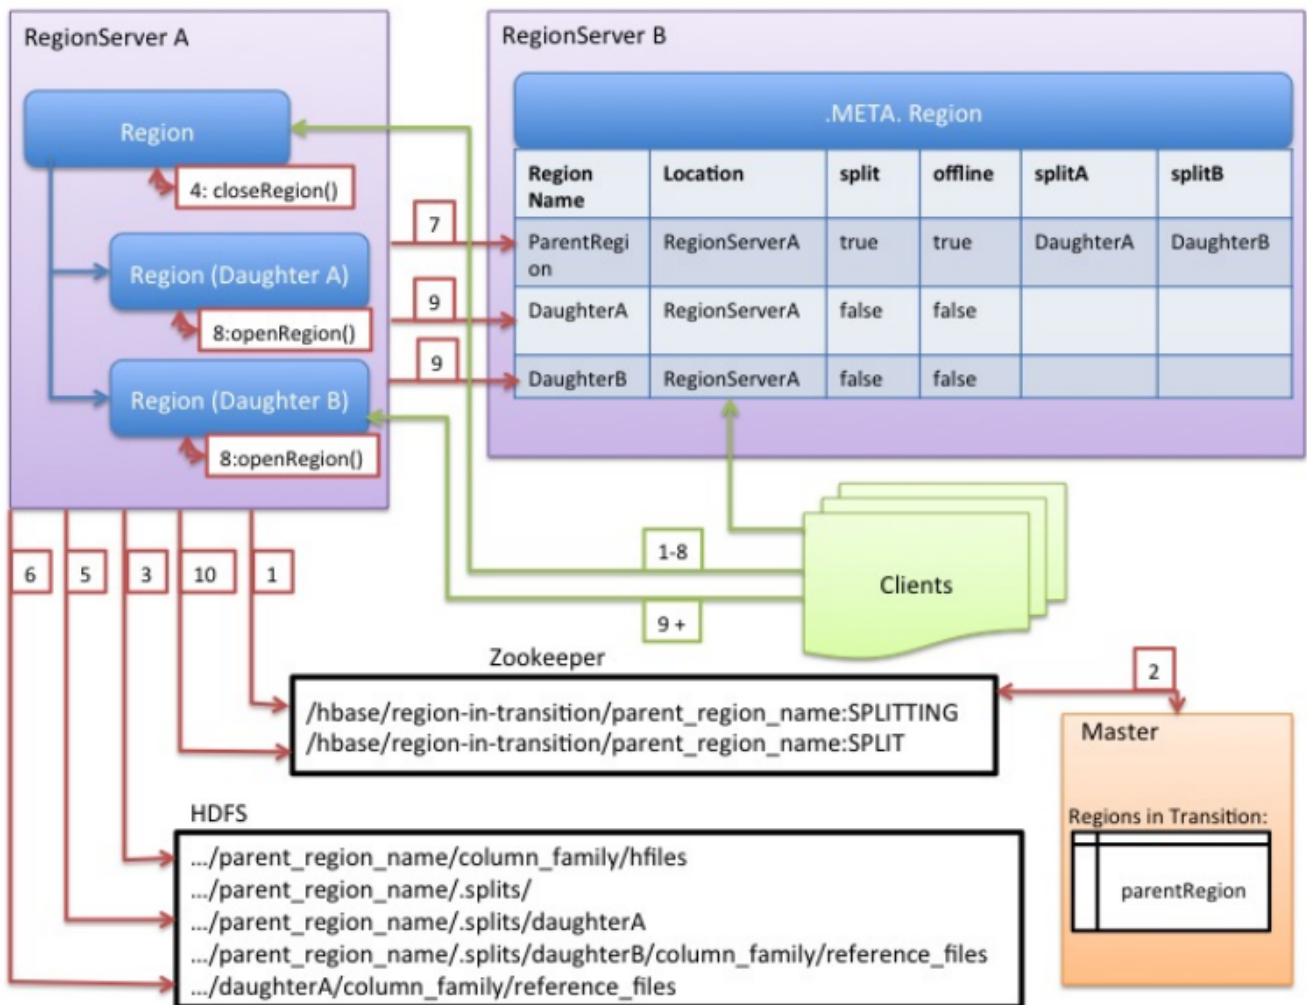 RegionServer A
Region
4: closeRegion()
Region (Daughter A)
8:openRegion()
Region (Daughter B)
8:openRegion()
7
9
9
RegionServer B
.META. Region
Region Name Location split offline splitA splitB
ParentRegi
on RegionServerA true true DaughterA DaughterB
DaughterA RegionServerA false false
DaughterB RegionServerA false false
6 5 3 10 1
1-8
9 +
Clients
Zookeeper
/hbase/region-in-transition/parent_region_name:SPLITTING
/hbase/region-in-transition/parent_region_name:SPLIT
2
Master
Regions in Transition:
parentRegion
HDFS
.../parent_region_name/column_family/hfiles
.../parent_region_name/.splits/
.../parent_region_name/.splits/daughterA
.../parent_region_name/.splits/daughterB/column_family/reference_files
.../daughterA/column_family/reference_files